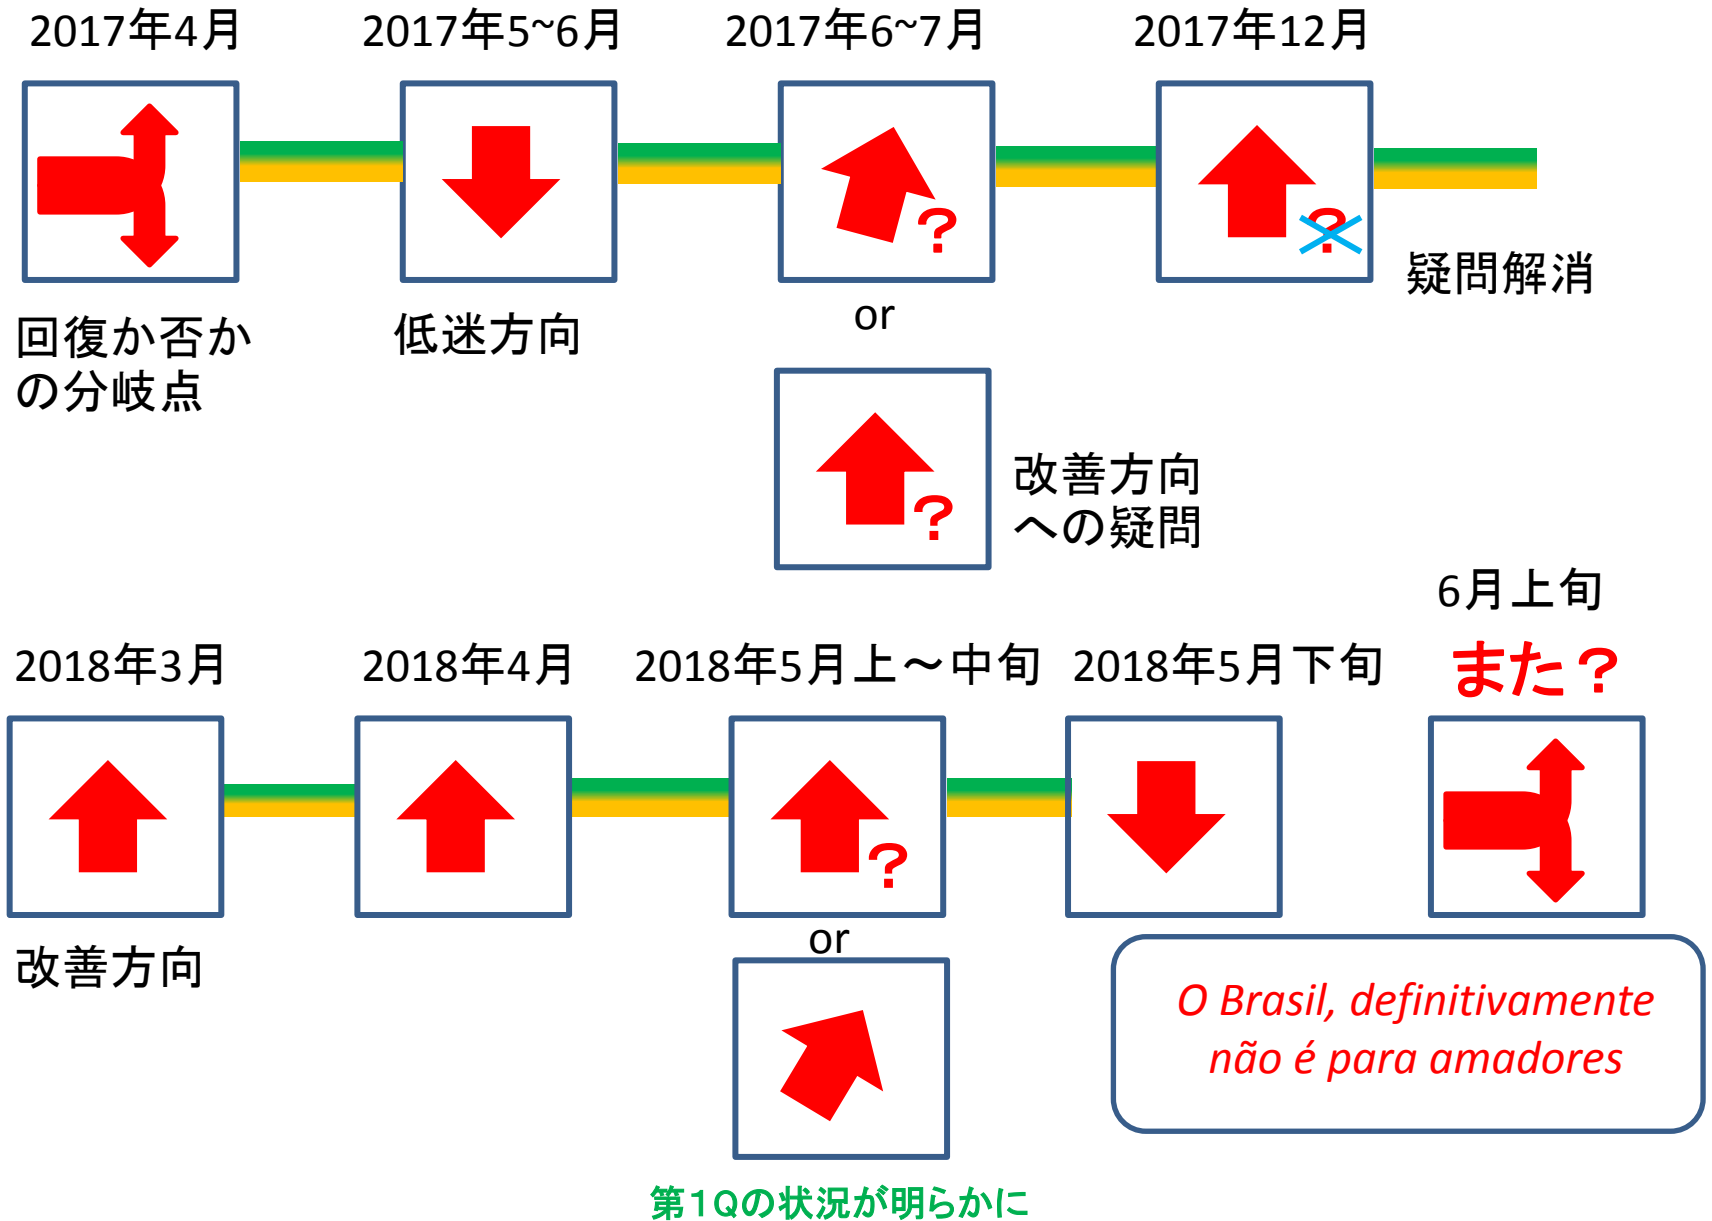 2017年4月
2017年5~6月
2017年6~7月
2017年12月
?
?
疑問解消
回復か否か
の分岐点
低迷方向
or
?
改善方向
への疑問
6月上旬
また？
2018年3月
2018年4月
2018年5月上～中旬
2018年5月下旬
?
改善方向
or
O Brasil, definitivamente
não é para amadores
第1Qの状況が明らかに